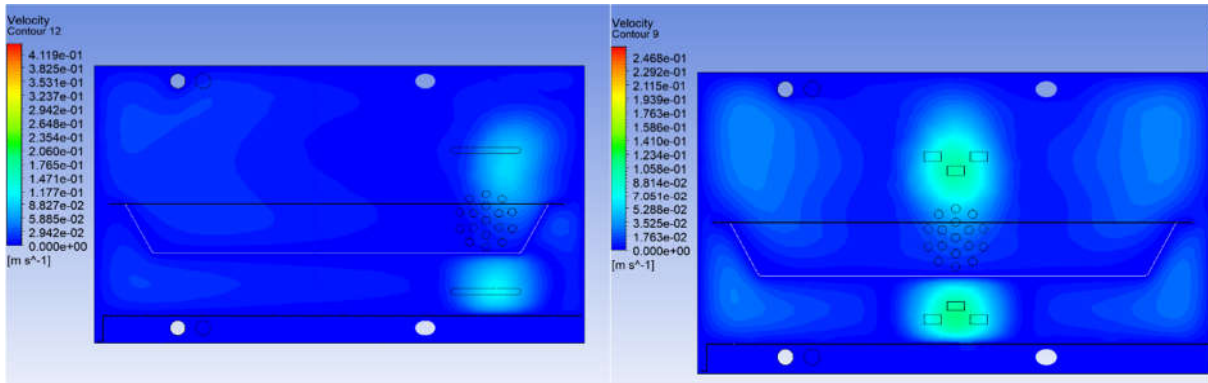 Velocity
Contour 12
4.119e-01
3.825e-01
3.531e-01
3.237e-01
2.942e-01
2.648e-01
2.354e-01
2.060e-01
1.765e-01
1.471e-01
1.177e-01
8.827e-02
5.885e-02
2.942e-02
0.000e+00
[m s^-1]
Velocity
Contour 9
2.468e-01
2.292e-01
2.115e-01
1.939e-01
1.763e-01
1.586e-01
1.410e-01
1.234e-01
1.058e-01
8.814e-02
7.051e-02
5.288e-02
3.525e-02
1.763e-02
0.000e+00
[m s^-1]